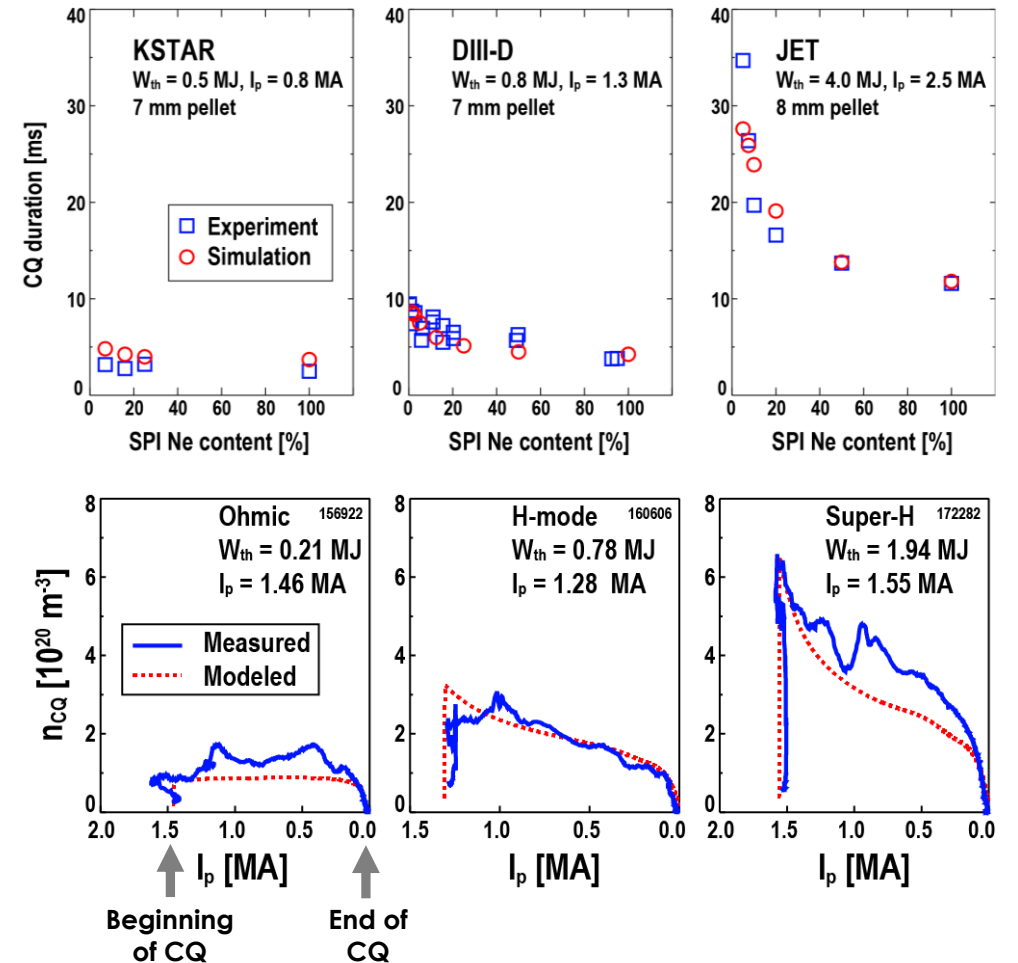 KSTAR
Wth = 0.5 MJ, Ip = 0.8 MA
7 mm pellet
DIII-D
Wth = 0.8 MJ, Ip = 1.3 MA
7 mm pellet
JET
Wth = 4.0 MJ, Ip = 2.5 MA
8 mm pellet
CQ duration [ms]
40
30
20
10
0
40
30
20
10
0
40
30
20
10
0
Experiment
Simulation
0 20 40 60 80 100
0 20 40 60 80 100
0 20 40 60 80 100
SPI Ne content [%]
SPI Ne content [%]
SPI Ne content [%]
Ohmic 156922
Wth = 0.21 MJ
Ip = 1.46 MA
H-mode 160606
Wth = 0.78 MJ
Ip = 1.28 MA
Super-H 172282
Wth = 1.94 MJ
Ip = 1.55 MA
nCQ [10²⁰ m⁻³]
8
6
4
2
0
8
6
4
2
0
8
6
4
2
0
Measured
Modeled
2.0 1.5 1.0 0.5 0.0
1.5 1.0 0.5 0.0
2.0 1.5 1.0 0.5 0.0
Ip [MA]
Ip [MA]
Ip [MA]
Beginning
of CQ
End of
CQ